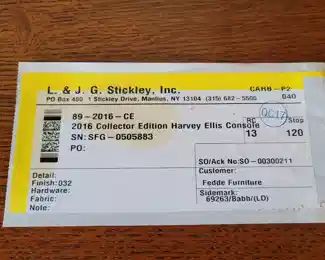 L. & J. G. Stickley, Inc. CARB-P2
PO Box 480 1 Stickley Drive, Manlius, NY 13104 (315) 682-5505 040
89-2016-CE QC17
2016 Collector Edition Harvey Ellis Console RC Stop
SN: SFG-0505883 13 120
PO:
SO/Ack No:SO-00300211
Customer:
Detail: Fedde Furniture
Finish:032
Hardware: Sidemark:
Fabric: 69263/Babb/(LD)
Note: